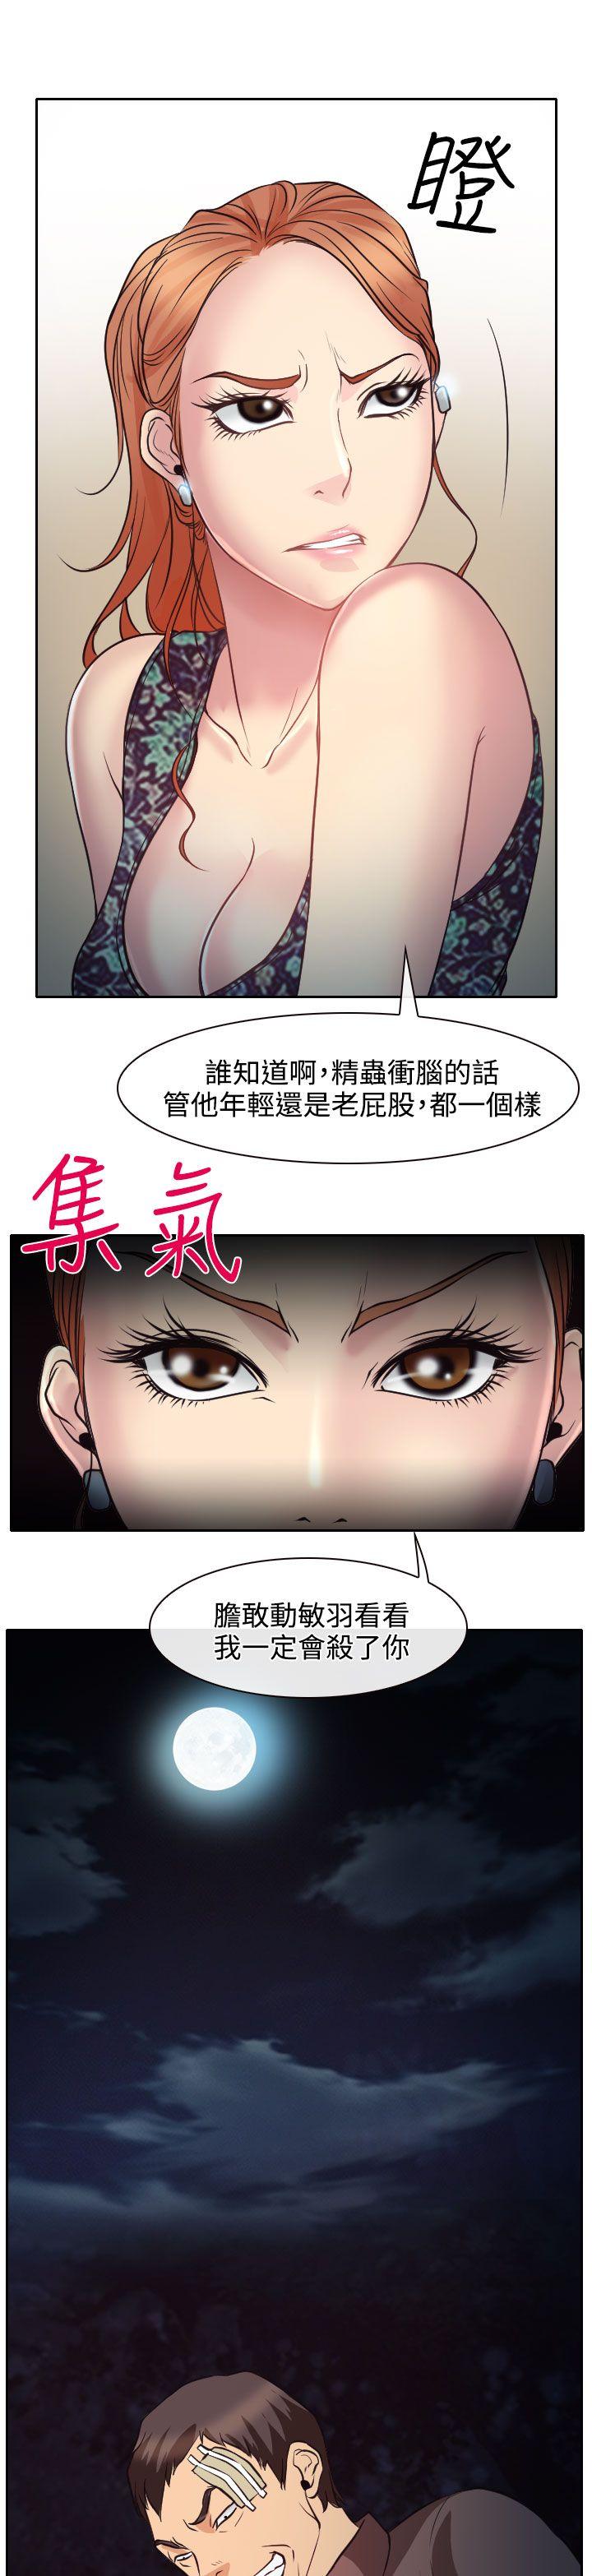 瞪
誰知道啊，精蟲衝腦的話
管他年輕還是老屁股，都一個樣
集氣
膽敢動敏羽看看
我一定會殺了你